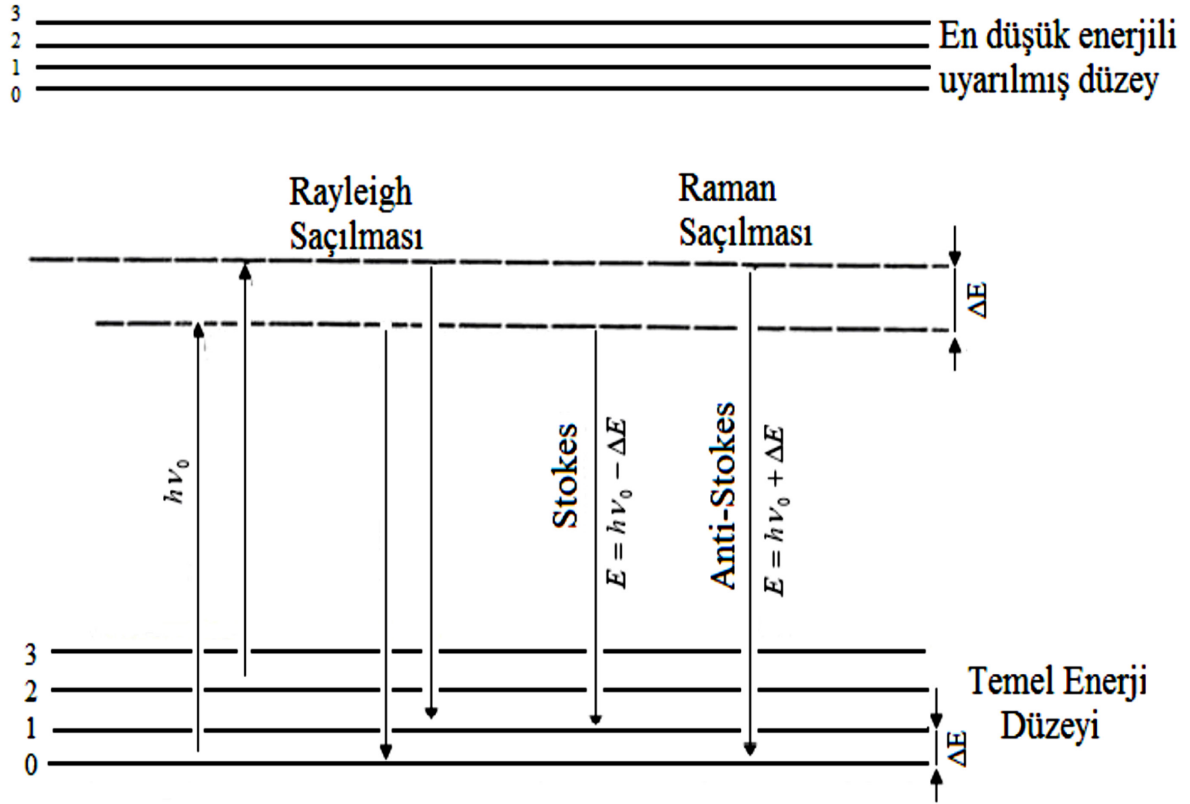 3
2
1
0
En düşük enerjili
uyarılmış düzey
Rayleigh
Saçılması
Raman
Saçılması
ΔE
hν₀
Stokes
E = hν₀ − ΔE
Anti-Stokes
E = hν₀ + ΔE
3
2
1
0
Temel Enerji
Düzeyi
ΔE